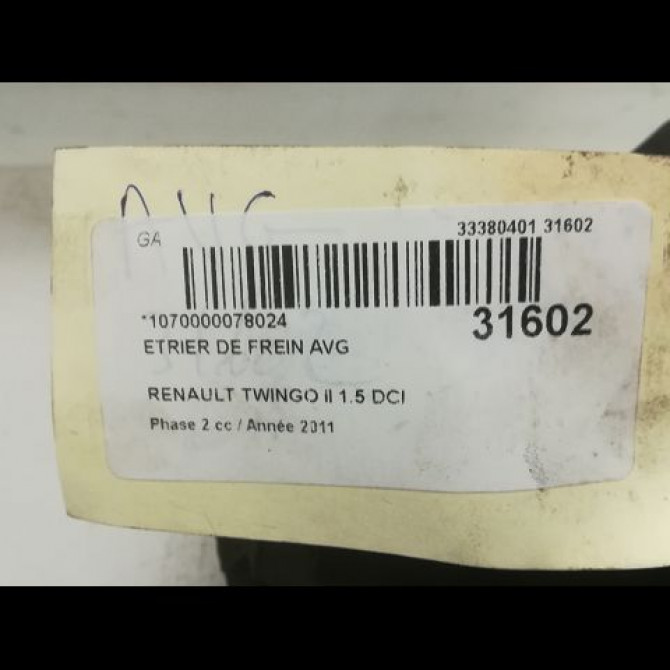 AVG
GA
33380401 31602
*1070000078024
31602
ETRIER DE FREIN AVG
RENAULT TWINGO II 1.5 DCI
Phase 2 cc / Année 2011